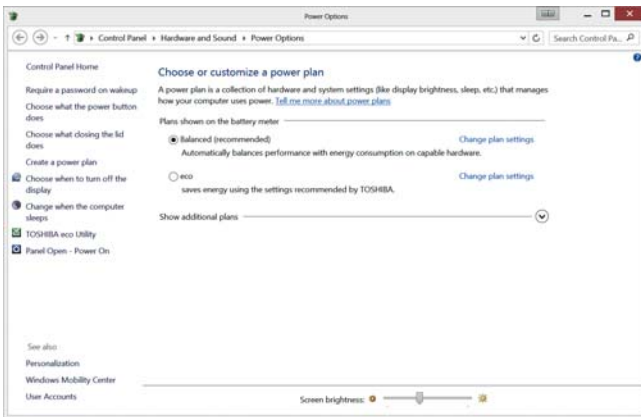 Power Options
Control Panel Hardware and Sound Power Options
Search Control Pa...
Control Panel Home
Require a password on wakeup
Choose what the power button
does
Choose what closing the lid
does
Create a power plan
Choose when to turn off the
display
Change when the computer
sleeps
TOSHIBA eco Utility
Panel Open - Power On
See also
Personalization
Windows Mobility Center
User Accounts
Choose or customize a power plan
A power plan is a collection of hardware and system settings (like display brightness, sleep, etc.) that manages
how your computer uses power. Tell me more about power plans
Plans shown on the battery meter
Balanced (recommended) Change plan settings
Automatically balances performance with energy consumption on capable hardware.
eco Change plan settings
saves energy using the settings recommended by TOSHIBA.
Show additional plans
Screen brightness: